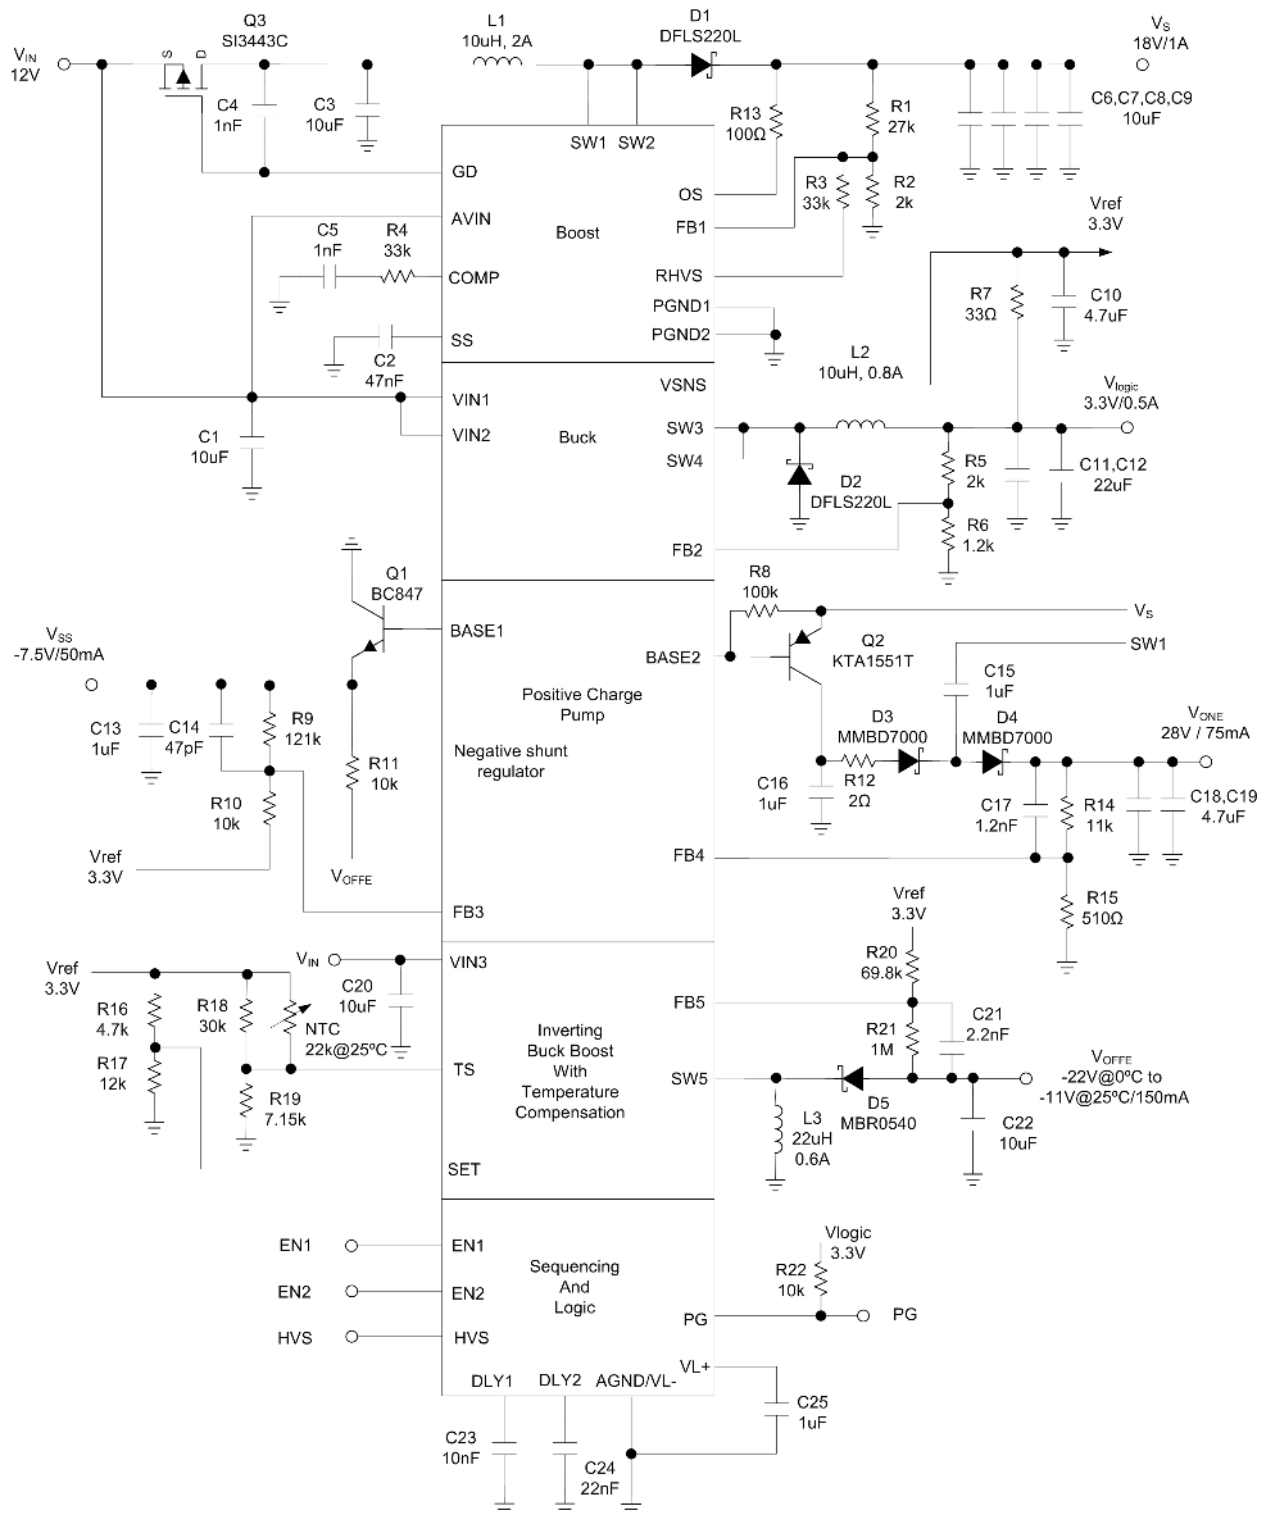 Q3
SI3443C
L1
10uH, 2A
D1
DFLS220L
VS
18V/1A
VIN
12V
S
D
C4
1nF
C3
10uF
R13
100Ω
R1
27k
C6,C7,C8,C9
10uF
SW1
SW2
GD
OS
R3
33k
R2
2k
AVIN
C5
1nF
R4
33k
Boost
FB1
Vref
3.3V
COMP
RHVS
R7
33Ω
C10
4.7uF
PGND1
PGND2
SS
C2
47nF
L2
10uH, 0.8A
VSNS
Vlogic
3.3V/0.5A
VIN1
VIN2
Buck
SW3
SW4
C1
10uF
D2
DFLS220L
R5
2k
C11,C12
22uF
R6
1.2k
FB2
Q1
BC847
R8
100k
VS
BASE1
BASE2
Q2
KTA1551T
SW1
VSS
-7.5V/50mA
Positive Charge
Pump
C15
1uF
C13
1uF
C14
47pF
R9
121k
Negative shunt
regulator
D3
MMBD7000
D4
MMBD7000
VONE
28V / 75mA
R11
10k
R10
10k
C16
1uF
R12
2Ω
C17
1.2nF
R14
11k
C18,C19
4.7uF
Vref
3.3V
VOFFE
FB4
FB3
R15
510Ω
Vref
3.3V
Vref
3.3V
VIN
VIN3
C20
10uF
R20
69.8k
R16
4.7k
R18
30k
NTC
22k@25ºC
FB5
Inverting
Buck Boost
With
Temperature
Compensation
R21
1M
C21
2.2nF
R17
12k
TS
SW5
VOFFE
-22V@0ºC to
-11V@25ºC/150mA
R19
7.15k
D5
MBR0540
L3
22uH
0.6A
C22
10uF
SET
EN1
EN1
EN2
EN2
HVS
HVS
Sequencing
And
Logic
Vlogic
3.3V
R22
10k
PG
PG
VL+
DLY1
DLY2
AGND/VL-
C25
1uF
C23
10nF
C24
22nF